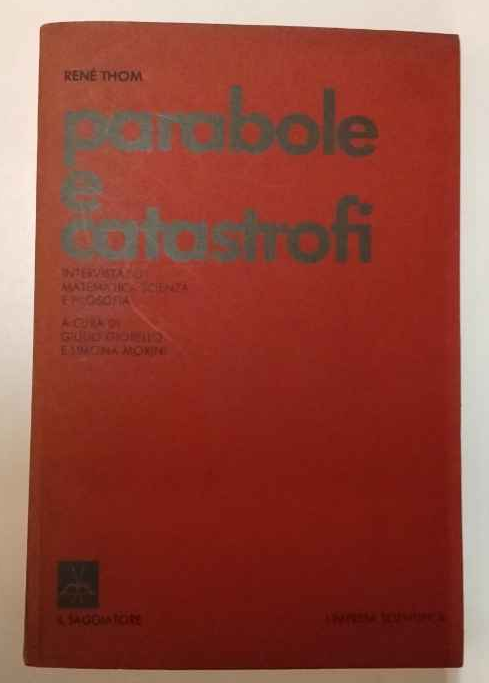 RENÉ THOM
parabole
e
catastrofi
INTERVISTA SU
MATEMATICA SCIENZA
E FILOSOFIA
A CURA DI
GIULIO GIORELLO
E SIMONA MORINI
IL SAGGIATORE
L'IMPRESA SCIENTIFICA